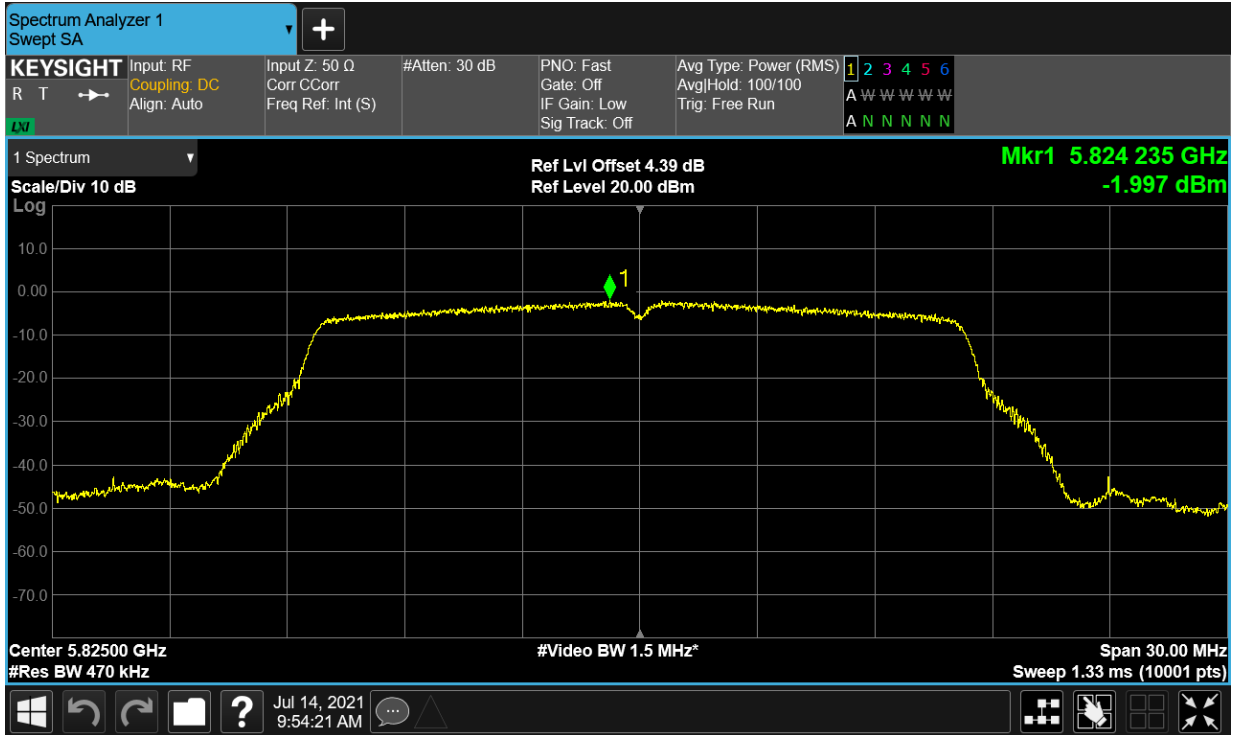 Spectrum Analyzer 1
Swept SA
+
KEYSIGHT
R T
LXI
Input: RF
Coupling: DC
Align: Auto
Input Z: 50 Ω
Corr CCorr
Freq Ref: Int (S)
#Atten: 30 dB
PNO: Fast
Gate: Off
IF Gain: Low
Sig Track: Off
Avg Type: Power (RMS)
Avg|Hold: 100/100
Trig: Free Run
1 2 3 4 5 6
A W W W W W
A N N N N N
1 Spectrum
Scale/Div 10 dB
Log
Ref Lvl Offset 4.39 dB
Ref Level 20.00 dBm
Mkr1 5.824 235 GHz
-1.997 dBm
10.0
0.00
-10.0
-20.0
-30.0
-40.0
-50.0
-60.0
-70.0
1
Center 5.82500 GHz
#Res BW 470 kHz
#Video BW 1.5 MHz*
Span 30.00 MHz
Sweep 1.33 ms (10001 pts)
?
Jul 14, 2021
9:54:21 AM